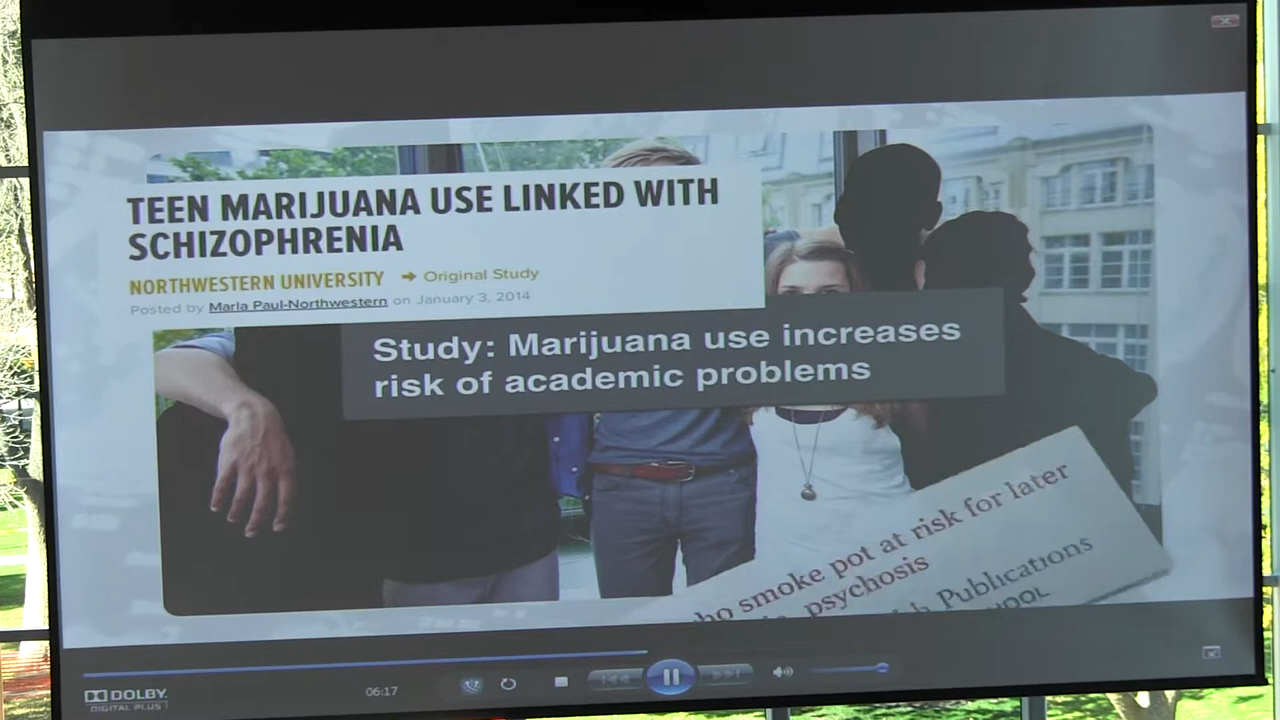 TEEN MARIJUANA USE LINKED WITH
SCHIZOPHRENIA
NORTHWESTERN UNIVERSITY → Original Study
Posted by Marla Paul-Northwestern on January 3, 2014
Study: Marijuana use increases
risk of academic problems
smoke pot at risk for later
psychosis
Publications
DOLBY
DIGITAL PLUS
06:17